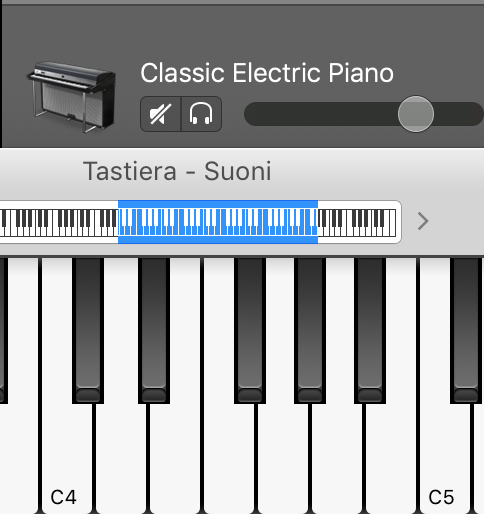 Classic Electric Piano
Tastiera - Suoni
C4 C5